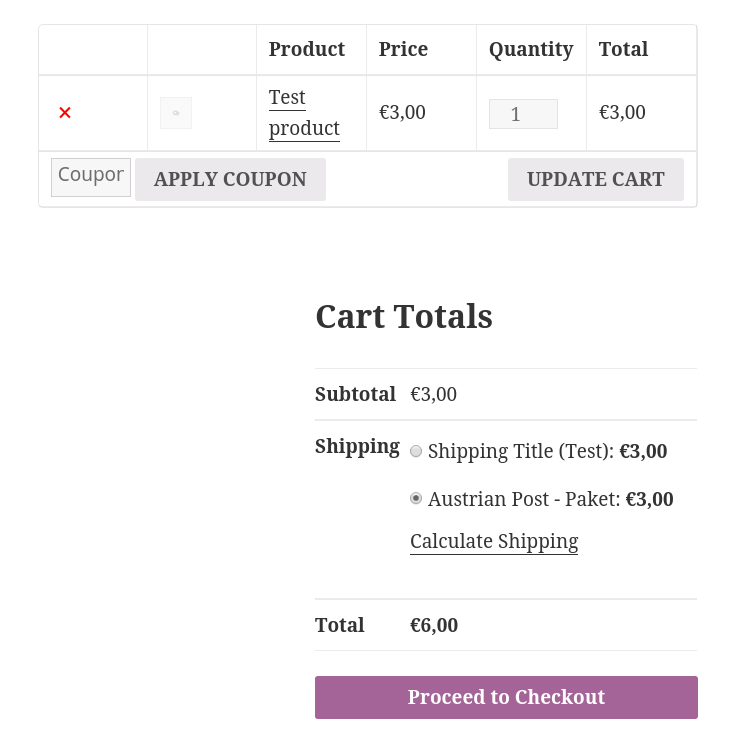 Product Price Quantity Total
× Test product €3,00 1 €3,00
Coupon APPLY COUPON UPDATE CART
Cart Totals
Subtotal €3,00
Shipping Shipping Title (Test): €3,00
Austrian Post - Paket: €3,00
Calculate Shipping
Total €6,00
Proceed to Checkout